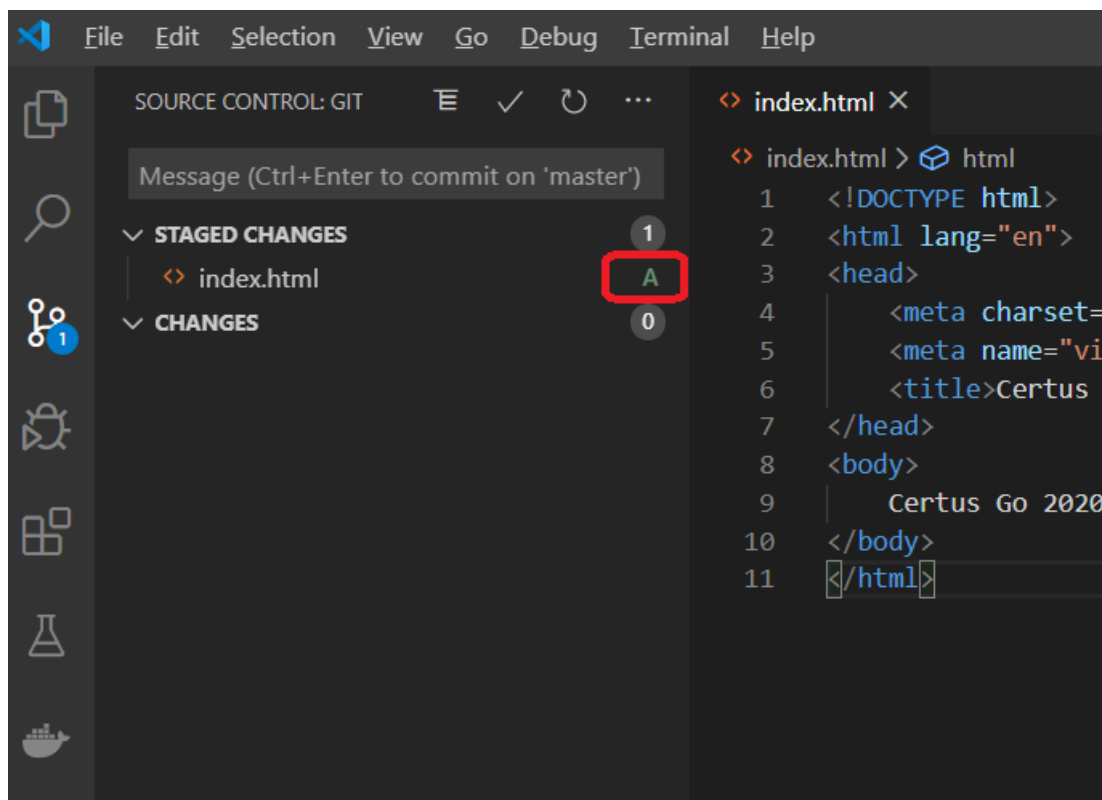 File Edit Selection View Go Debug Terminal Help
SOURCE CONTROL: GIT
Message (Ctrl+Enter to commit on 'master')
STAGED CHANGES 1
index.html A
CHANGES 0
1
index.html
index.html > html
1 <!DOCTYPE html>
2 <html lang="en">
3 <head>
4 <meta charset=
5 <meta name="vi
6 <title>Certus
7 </head>
8 <body>
9 Certus Go 2020
10 </body>
11 </html>